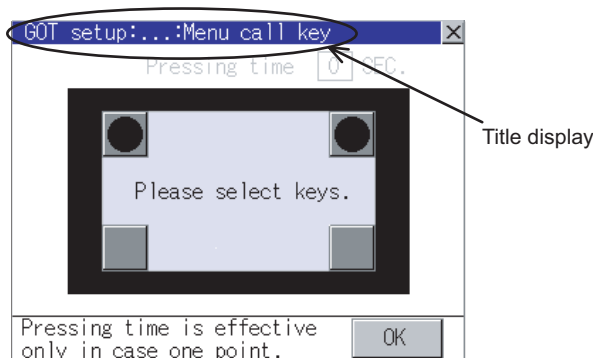 GOT setup:...:Menu call key
Pressing time 0 SEC.
Title display
Please select keys.
Pressing time is effective
only in case one point.
OK